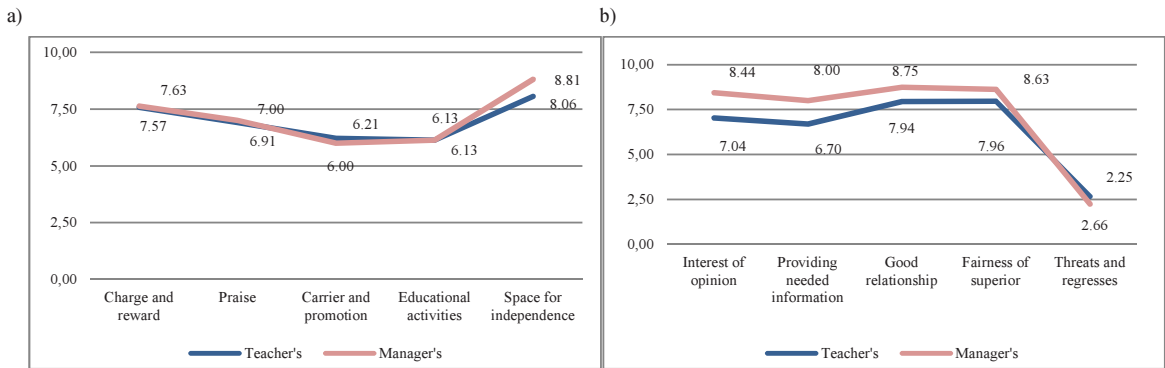 a)
10,00
7,50
5,00
2,50
0,00
7.63
7.57
7.00
6.91
6.21
6.00
6.13
6.13
8.81
8.06
Charge and
reward
Praise
Carrier and
promotion
Educational
activities
Space for
independence
Teacher's
Manager's
b)
10,00
7,50
5,00
2,50
0,00
8.44
7.04
8.00
6.70
8.75
7.94
8.63
7.96
2.25
2.66
Interest of
opinion
Providing
needed
information
Good
relationship
Fairness of
superior
Threats and
regresses
Teacher's
Manager's